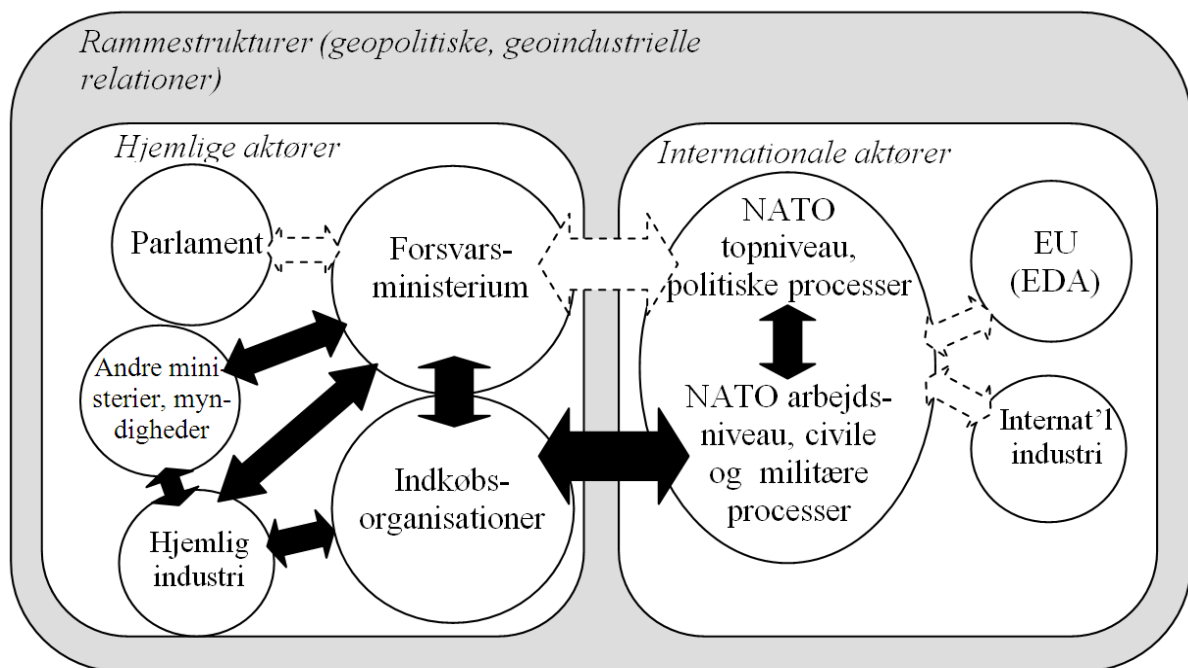 Rammestrukturer (geopolitiske, geoindustrielle
relationer)
Hjemlige aktører
Parlament
Forsvars-
ministerium
Andre mini
sterier, myn-
digheder
Hjemlig
industri
Indkøbs-
organisationer
Internationale aktører
NATO
topniveau,
politiske processer
NATO arbejds-
niveau, civile
og militære
processer
EU
(EDA)
Internat’l
industri